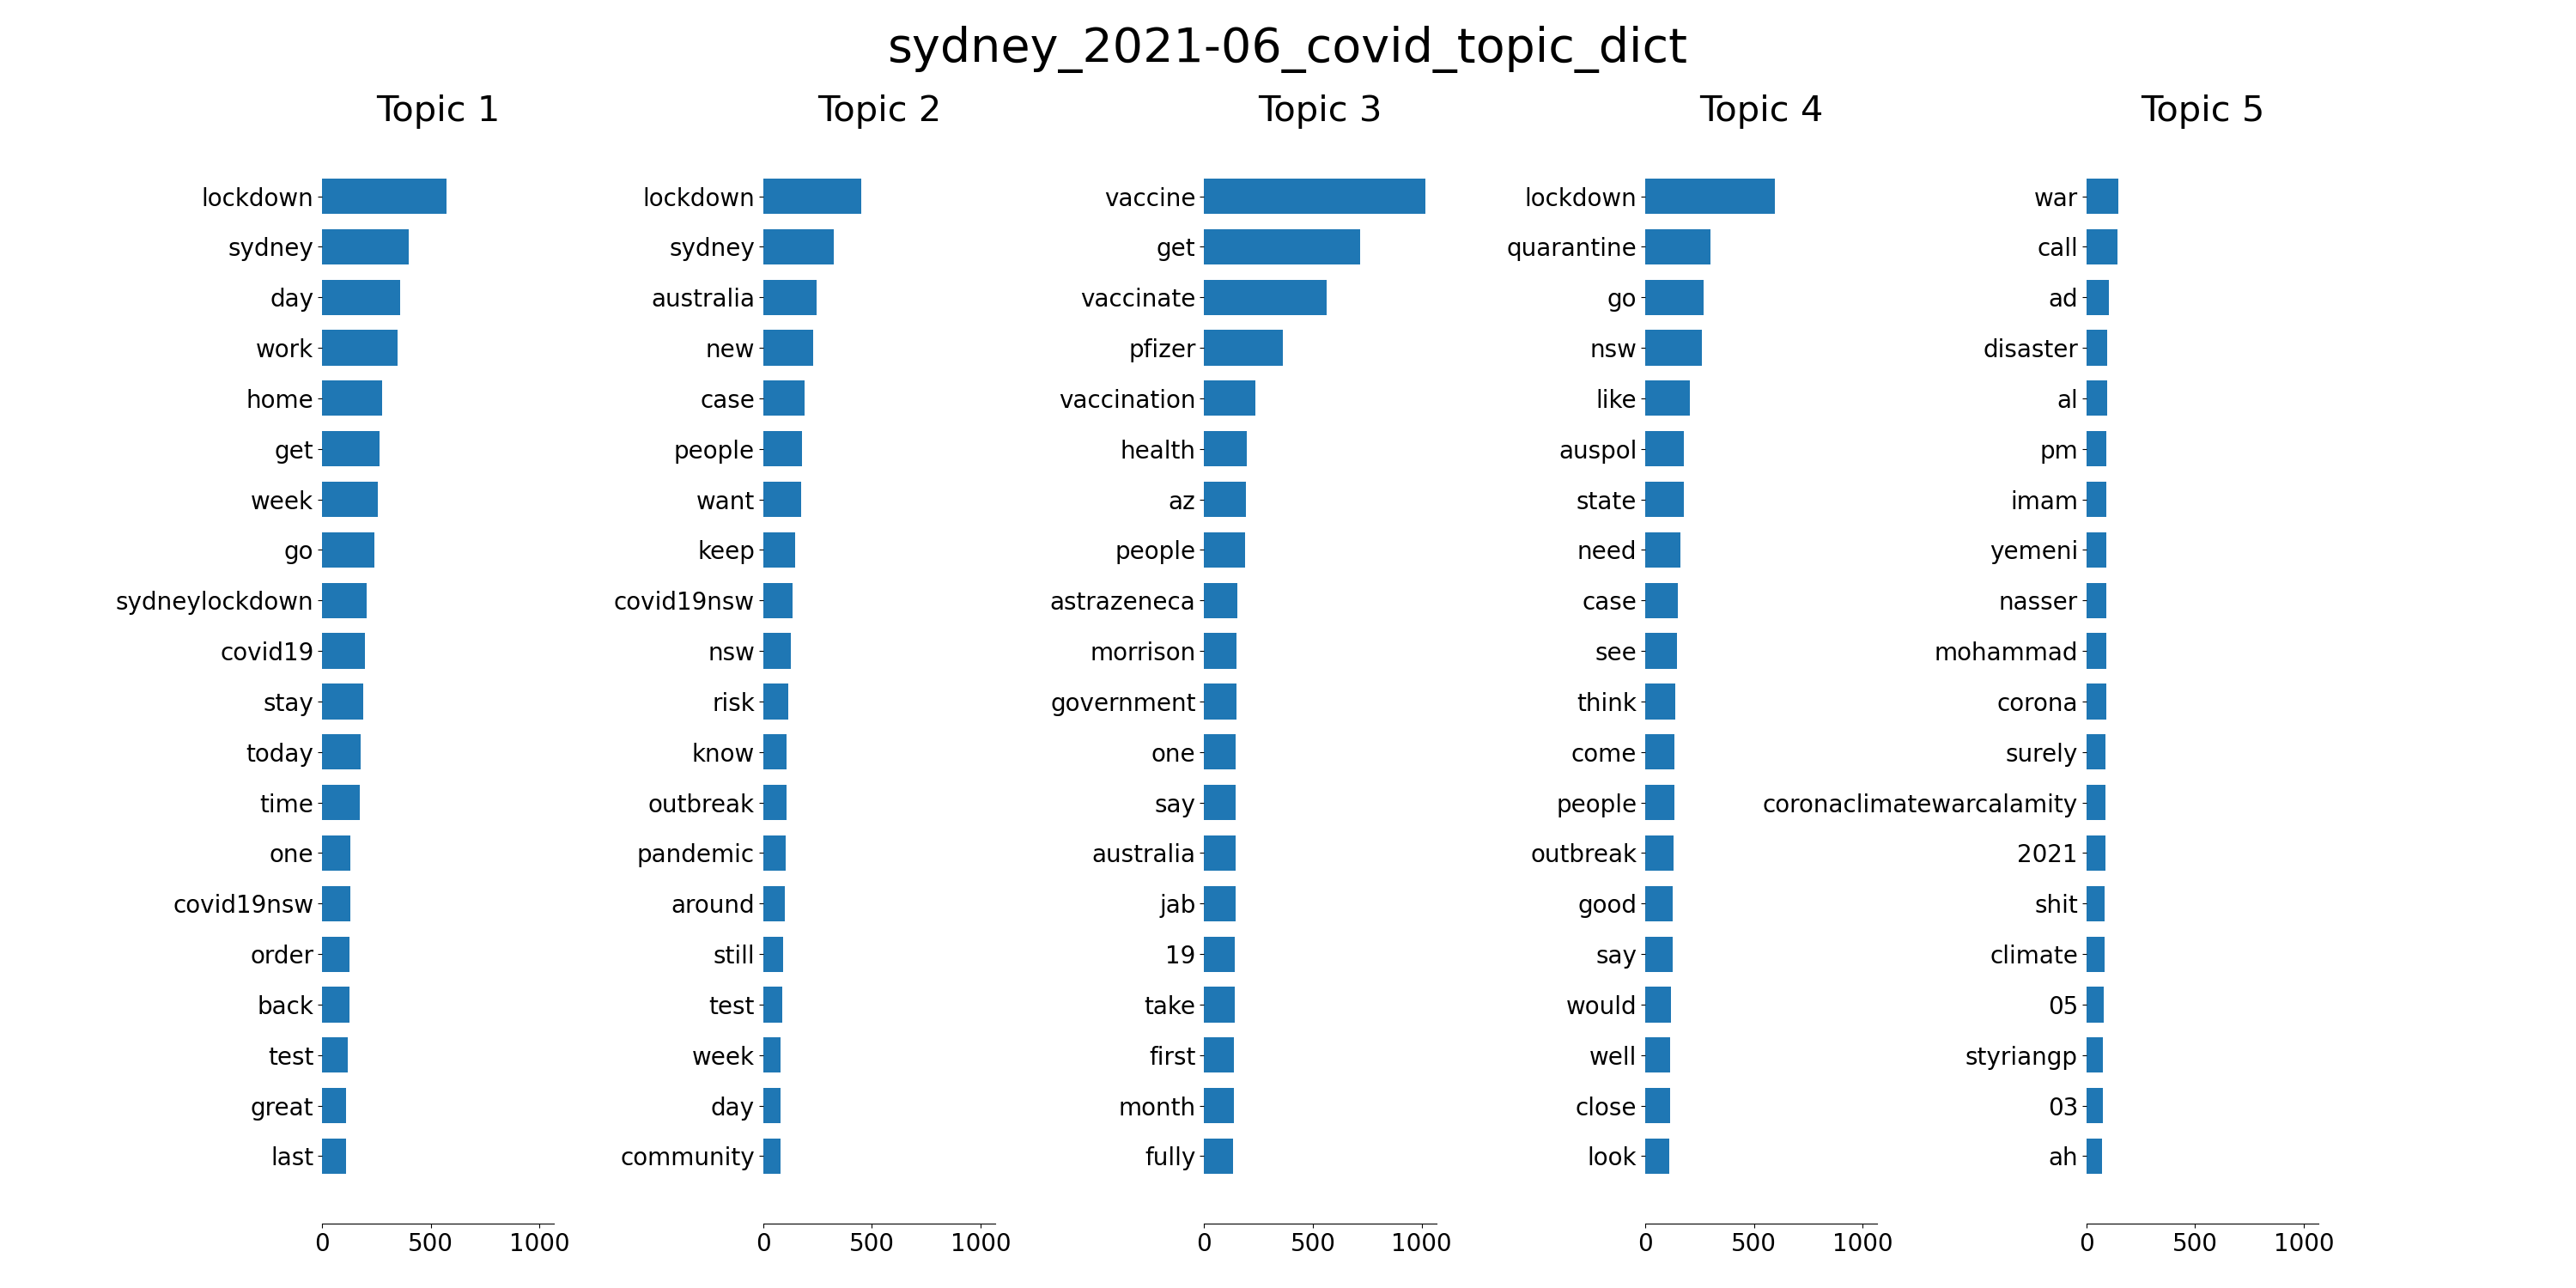 sydney_2021-06_covid_topic_dict
Topic 1
lockdown
sydney
day
work
home
get
week
go
sydneylockdown
covid19
stay
today
time
one
covid19nsw
order
back
test
great
last
0 500 1000
Topic 2
lockdown
sydney
australia
new
case
people
want
keep
covid19nsw
nsw
risk
know
outbreak
pandemic
around
still
test
week
day
community
0 500 1000
Topic 3
vaccine
get
vaccinate
pfizer
vaccination
health
az
people
astrazeneca
morrison
government
one
say
australia
jab
19
take
first
month
fully
0 500 1000
Topic 4
lockdown
quarantine
go
nsw
like
auspol
state
need
case
see
think
come
people
outbreak
good
say
would
well
close
look
0 500 1000
Topic 5
war
call
ad
disaster
al
pm
imam
yemeni
nasser
mohammad
corona
surely
coronaclimatewarcalamity
2021
shit
climate
05
styriangp
03
ah
0 500 1000